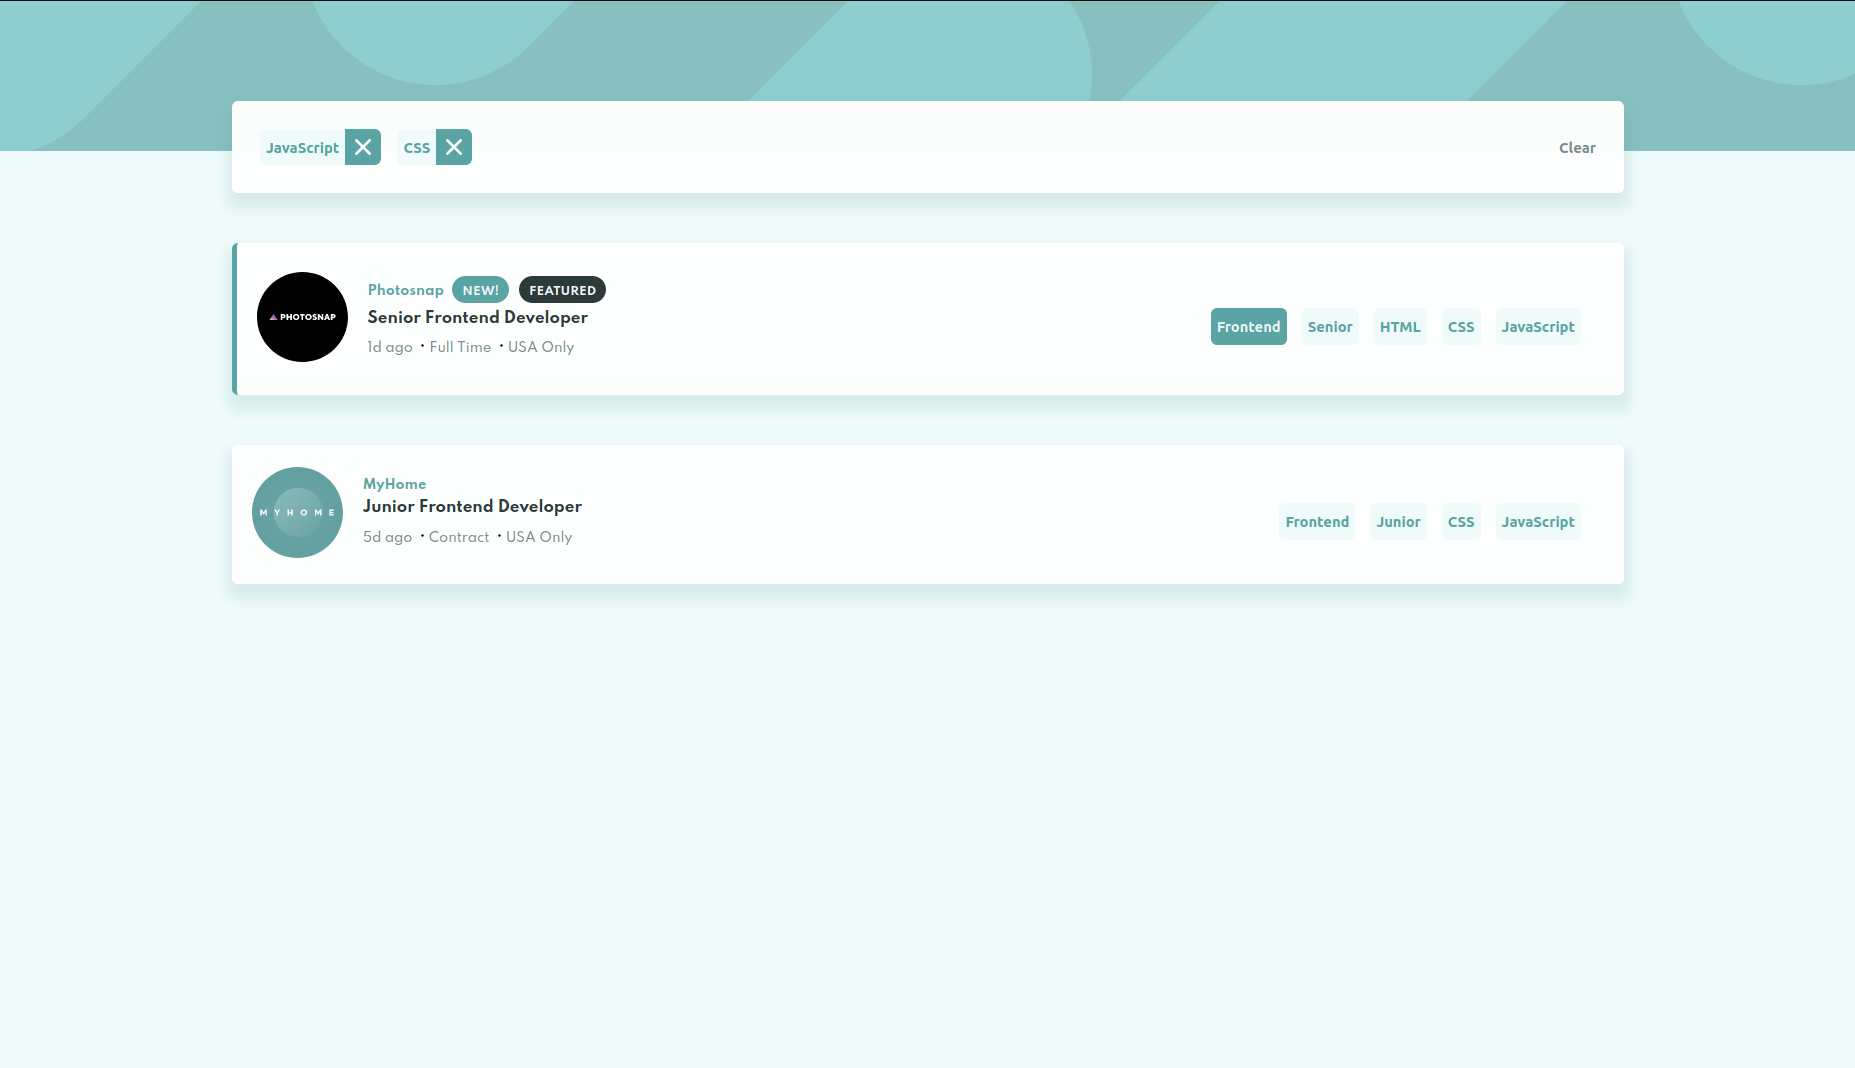 JavaScript CSS Clear
Photosnap NEW! FEATURED
PHOTOSNAP
Senior Frontend Developer
1d ago · Full Time · USA Only
Frontend Senior HTML CSS JavaScript
MyHome
MYHOME
Junior Frontend Developer
5d ago · Contract · USA Only
Frontend Junior CSS JavaScript